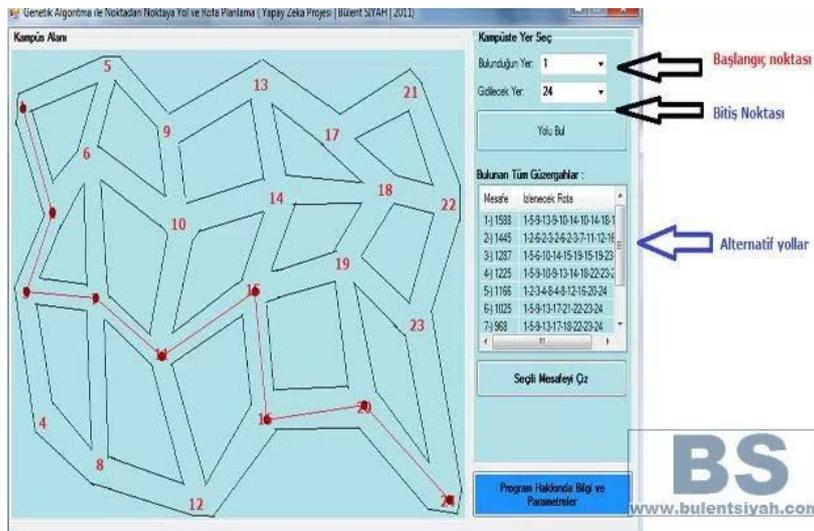 Genetik Algoritma ile Noktadan Noktaya Yol ve Rota Planlama ( Yapay Zeka Projesi | Bülent SİYAH | 2011)
Kampüs Alanı
5
13
21
9
17
6
18
14
22
10
19
23
4
8
12
Kampüste Yer Seç
Bulunduğun Yer: 1
Gidilecek Yer: 24
Yolu Bul
Bulunan Tüm Güzergahlar :
Mesafe İzlenecek Rota
1-) 1588 1-5-9-13-9-10-14-10-14-18-1
2-) 1445 1-2-6-2-3-2-6-2-3-7-11-12-16
3-) 1287 1-5-6-10-14-15-19-15-19-23
4-) 1225 1-5-9-10-9-13-14-18-22-23-2
5-) 1166 1-2-3-4-8-4-8-12-16-20-24
6-) 1025 1-5-9-13-17-21-22-23-24
7-) 968 1-5-9-13-17-18-22-23-24
Seçili Mesafeyi Çiz
Program Hakkında Bilgi ve
Parametreler
Başlangıç noktası
Bitiş Noktası
Alternatif yollar
BS
www.bulentsiyah.com